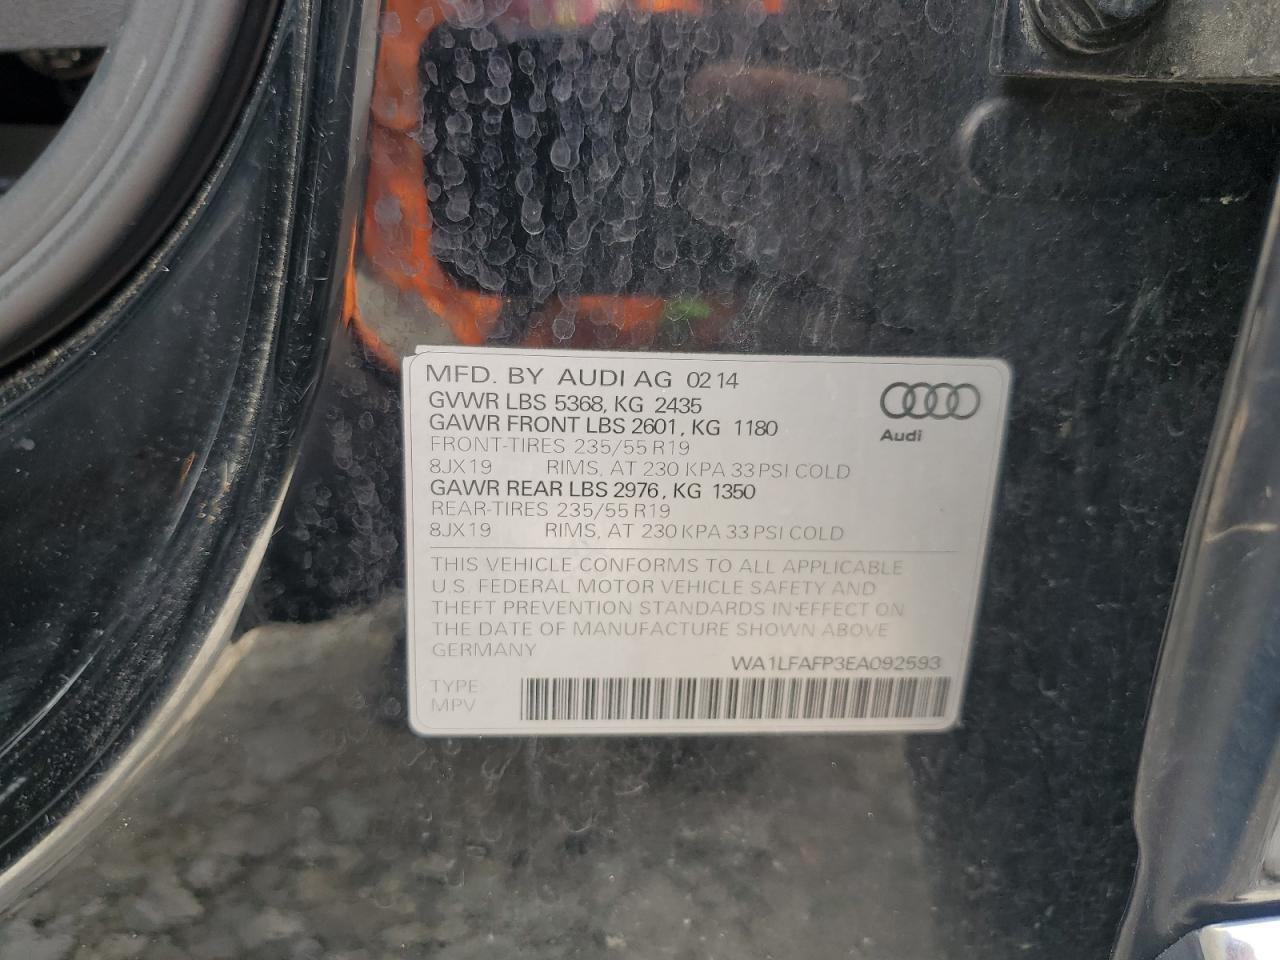 MFD. BY AUDI AG 02 14
GVWR LBS 5368, KG 2435
GAWR FRONT LBS 2601, KG 1180
FRONT-TIRES 235/55 R19
8JX19 RIMS, AT 230 KPA 33 PSI COLD
GAWR REAR LBS 2976, KG 1350
REAR-TIRES 235/55 R19
8JX19 RIMS, AT 230 KPA 33 PSI COLD
Audi
THIS VEHICLE CONFORMS TO ALL APPLICABLE
U.S. FEDERAL MOTOR VEHICLE SAFETY AND
THEFT PREVENTION STANDARDS IN EFFECT ON
THE DATE OF MANUFACTURE SHOWN ABOVE
GERMANY
WA1LFAFP3EA092593
TYPE
MPV